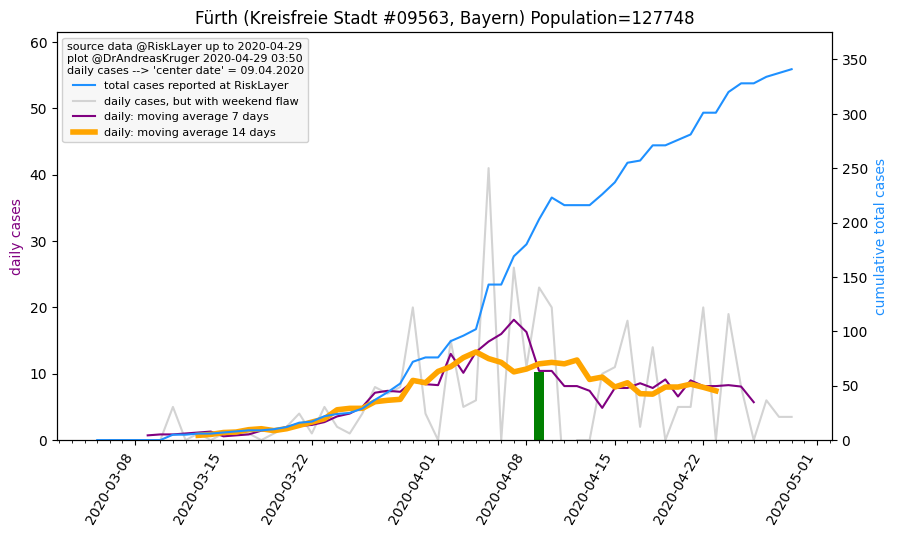 Fürth (Kreisfreie Stadt #09563, Bayern) Population=127748
source data @RiskLayer up to 2020-04-29
plot @DrAndreasKruger 2020-04-29 03:50
daily cases --> 'center date' = 09.04.2020
total cases reported at RiskLayer
daily cases, but with weekend flaw
daily: moving average 7 days
daily: moving average 14 days
daily cases
60
50
40
30
20
10
0
cumulative total cases
350
300
250
200
150
100
50
0
2020-03-08
2020-03-15
2020-03-22
2020-04-01
2020-04-08
2020-04-15
2020-04-22
2020-05-01